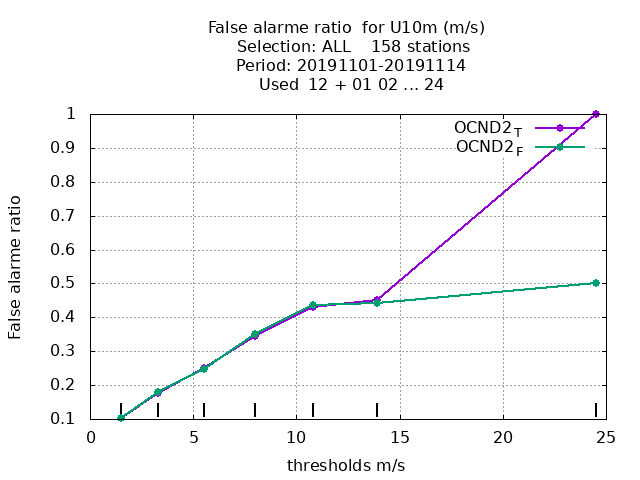 False alarme ratio  for U10m (m/s)
Selection: ALL    158 stations
Period: 20191101-20191114
Used  12 + 01 02 ... 24
OCND2_T
OCND2_F
1
0.9
0.8
0.7
0.6
0.5
0.4
0.3
0.2
0.1
False alarme ratio
0 5 10 15 20 25
thresholds m/s